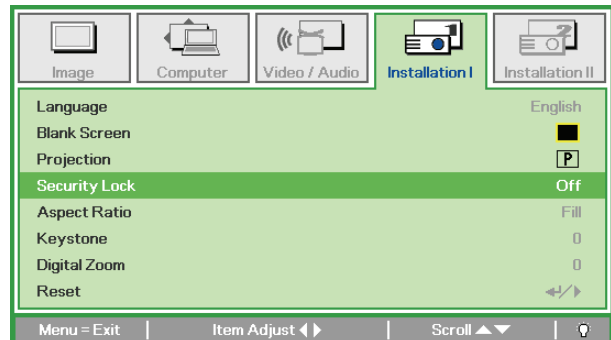 Image Computer Video / Audio Installation I Installation II
Language English
Blank Screen
Projection P
Security Lock Off
Aspect Ratio Fill
Keystone 0
Digital Zoom 0
Reset
Menu = Exit Item Adjust Scroll